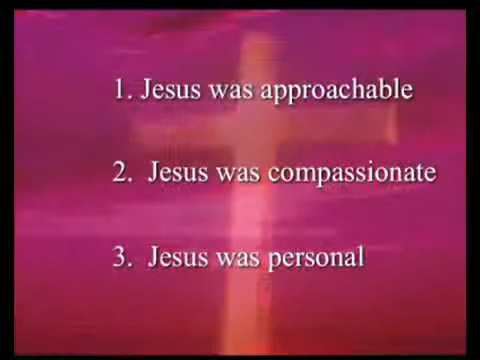 1. Jesus was approachable
2. Jesus was compassionate
3. Jesus was personal